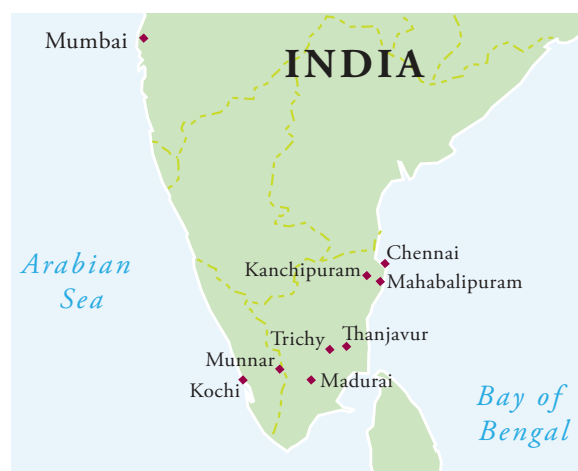 Mumbai
INDIA
Arabian
Sea
Chennai
Kanchipuram
Mahabalipuram
Trichy
Thanjavur
Munnar
Kochi
Madurai
Bay of
Bengal